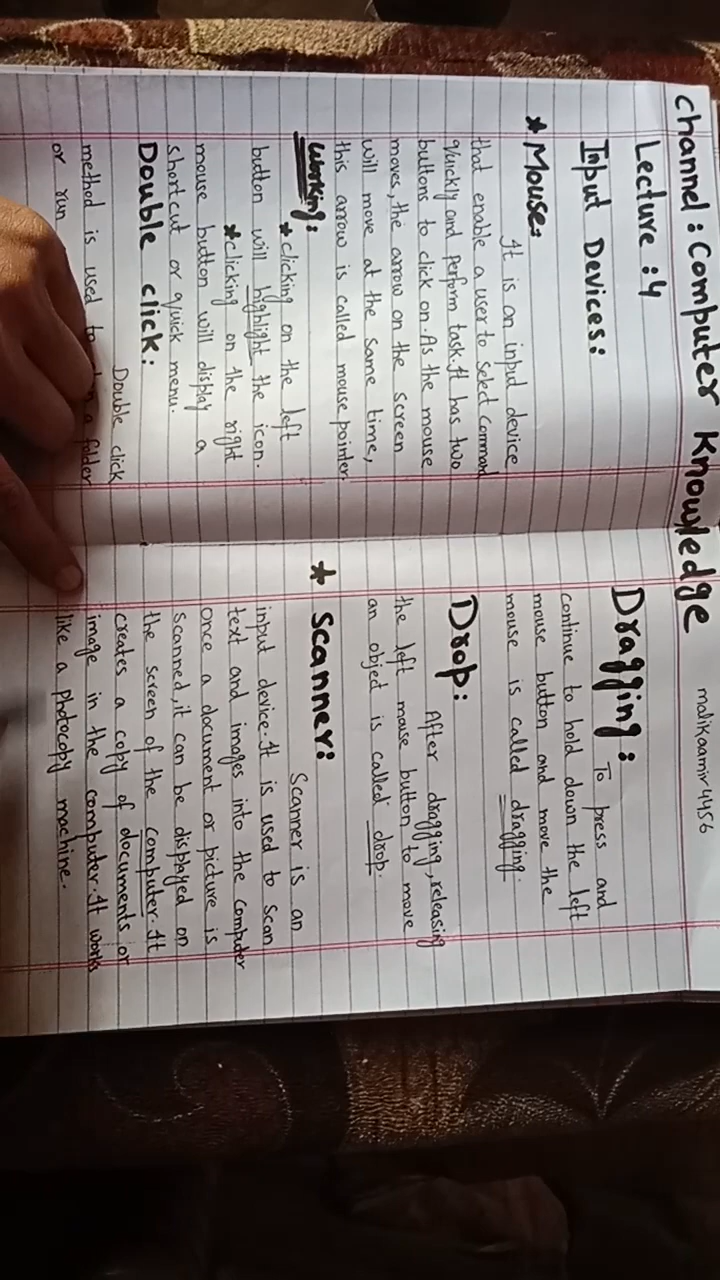 Channel : Computer Knowledge
malikaamir4456
Lecture : 4
Input Devices :
* Mouse:
It is an input device
that enable a user to select Command
quickly and perform task. It has two
buttons to click on. As the mouse
moves, the arrow on the screen
will move at the same time,
this arrow is called mouse pointer.
Working:
* clicking on the left
button will highlight the icon.
* clicking on the right
mouse button will display a
shortcut or quick menu.
Double click :
Double click
method is used to a folder
or run
Dragging :
To press and
continue to hold down the left
mouse button and move the
mouse is called dragging.
Drop :
After dragging, releasing
the left mouse button to move
an object is called drop.
* Scanner :
Scanner is an
input device. It is used to scan
text and images into the computer
once a document or picture is
scanned, it can be displayed on
the screen of the computer. It
creates a copy of documents or
image in the computer. It works
like a photocopy machine.